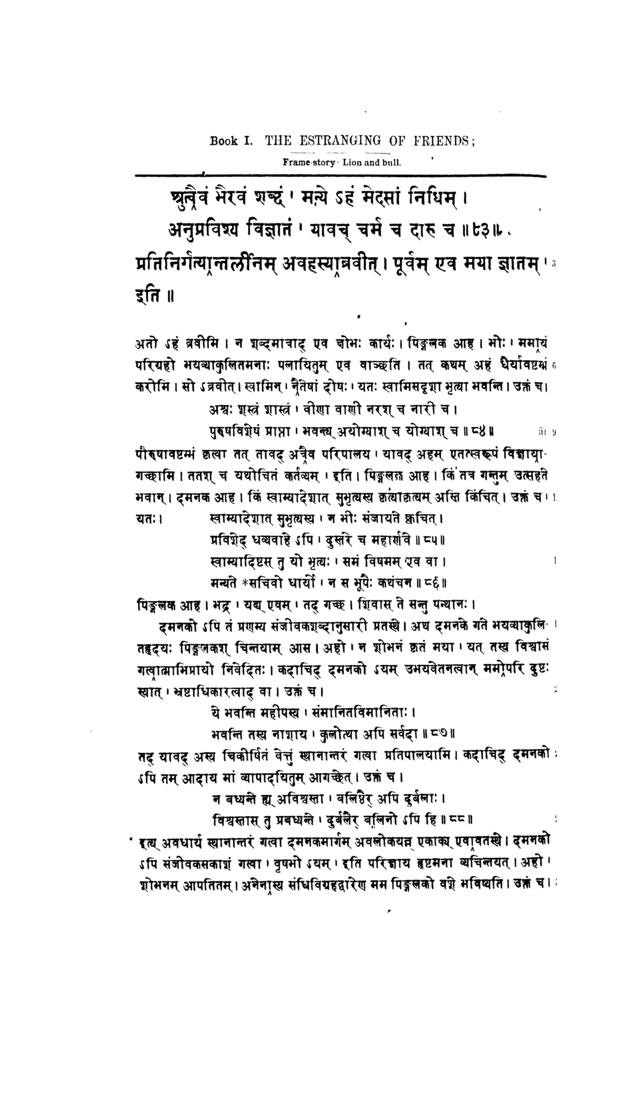 Book I. THE ESTRANGING OF FRIENDS;
Frame-story: Lion and bull.
श्रुत्वैवं भैरवं शब्दं । मन्ये ऽहं मेदसां निधिम् ।
अनुप्रविश्य विज्ञातं । यावच् चर्म च दारु च ॥८३॥
प्रतिनिर्गत्यान्तर्लीनम् अवहस्याब्रवीत् । पूर्वम् एव मया ज्ञातम् । 3
इति ॥
अतो ऽहं ब्रवीमि । न शब्दमात्राद् एव क्षोभः कार्यः । पिङ्गलक आह । भोः । ममायं
परिग्रहो भयव्याकुलितमनाः पलायितुम् एव वाञ्छति । तत् कथम् अहं धैर्यावष्टम्भं 6
करोमि । सो ऽब्रवीत् । स्वामिन् । नैतेषां दोषः । यतः स्वामिसदृशा भृत्या भवन्ति । उक्तं च ।
अश्वः शस्त्रं शास्त्रं । वीणा वाणी नरश् च नारी च ।
पुरुषविशेषं प्राप्ता । भवन्त्य् अयोग्याश् च योग्याश् च ॥८४॥ 9
पौरुषावष्टम्भं कृत्वा तत् तावद् अत्रैव परिपालय । यावद् अहम् एतत्स्वरूपं विज्ञाया-
गच्छामि । ततश् च यथोचितं कर्तव्यम् । इति । पिङ्गलक आह । किं तत्र गन्तुम् उत्सहते
भवान् । दमनक आह । किं स्वाम्यादेशात् सुभृत्यस्य कृत्याकृत्यम् अस्ति किंचित् । उक्तं च ।
यतः । स्वाम्यादेशात् सुभृत्यस्य । न भीः संजायते क्वचित् ।
प्रविशेद् धव्यवाहे ऽपि । दुस्तरे च महार्णवे ॥८५॥
स्वाम्यादिष्टस् तु यो भृत्यः । समं विषमम् एव वा ।
मन्यते *सचिवो धार्यो । न स भूपैः कथंचन ॥८६॥
पिङ्गलक आह । भद्र । यद्य् एवम् । तद् गच्छ । शिवास् ते सन्तु पन्थानः ।
दमनको ऽपि तं प्रणम्य संजीवकशब्दानुसारी प्रतस्थे । अथ दमनके गते भयव्याकुलि-
तहृदयः पिङ्गलकश् चिन्तयाम् आस । अहो । न शोभनं कृतं मया । यत् तस्य विश्वासं
गत्वात्माभिप्रायो निवेदितः । कदाचिद् दमनको ऽयम् उभयवेतनत्वान् ममोपरि दुष्टः
स्यात् । भ्रष्टाधिकारत्वाद् वा । उक्तं च ।
ये भवन्ति महीपस्य । संमानितविमानिताः ।
भवन्ति तस्य नाशाय । कुलोत्था अपि सर्वदा ॥८७॥
तद् यावद् अस्य चिकीर्षितं वेत्तुं स्थानान्तरं गत्वा प्रतिपालयामि । कदाचिद् दमनको
ऽपि तम् आदाय मां व्यापादयितुम् आगच्छेत् । उक्तं च ।
न बध्यन्ते ह्य् अविश्वस्ता । बलिष्ठैर् अपि दुर्बलाः ।
विश्वस्तास् तु प्रबध्यन्ते । दुर्बलैर् बलिनो ऽपि हि ॥८८॥
इत्य् अवधार्य स्थानान्तरं गत्वा दमनकमार्गम् अवलोकयन्न् एकाक्य् एवावतस्थे । दमनको
ऽपि संजीवकसकाशं गत्वा । वृषभो ऽयम् । इति परिज्ञाय हृष्टमना व्यचिन्तयत् । अहो ।
शोभनम् आपतितम् । अनेनास्य संधिविग्रहद्वारेण मम पिङ्गलको वशे भविष्यति । उक्तं च ।